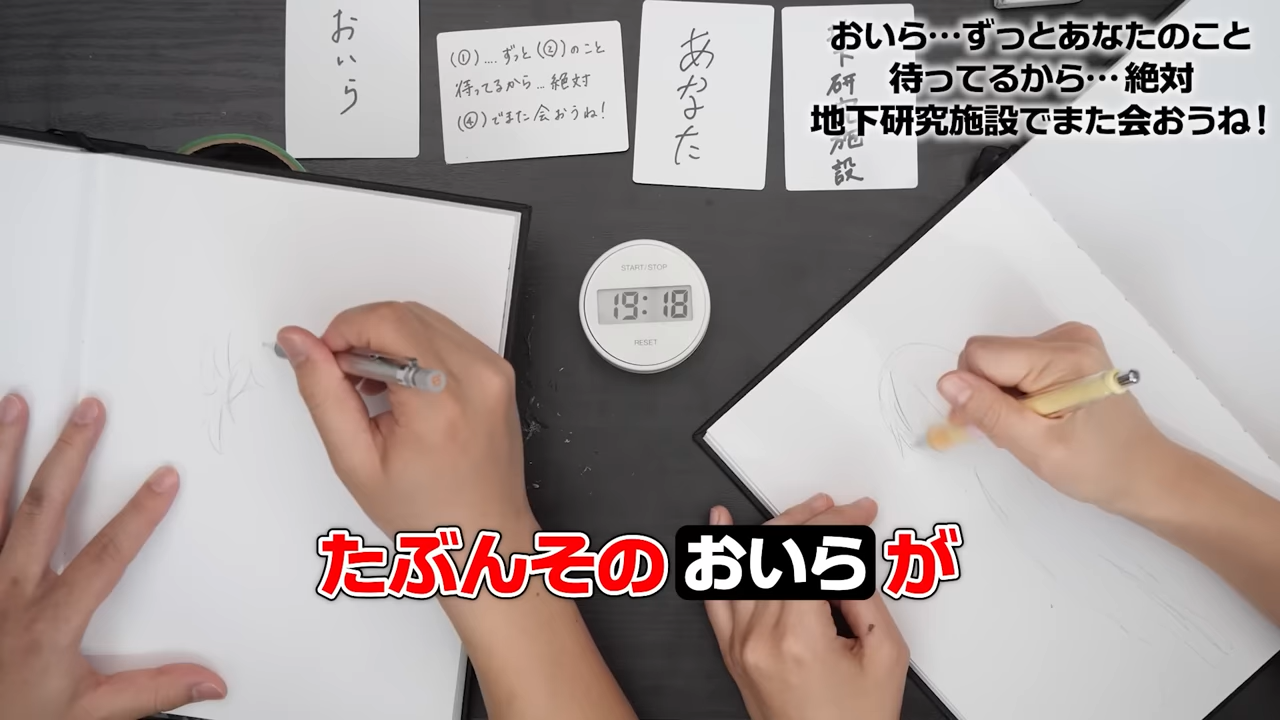 おいら
(①)....ずっと(②)のこと
待ってるから...絶対
(④)でまた会おうね！
あなた
下研究施設
おいら…ずっとあなたのこと
待ってるから…絶対
地下研究施設でまた会おうね！
START/STOP
19:18
RESET
たぶんその おいら が